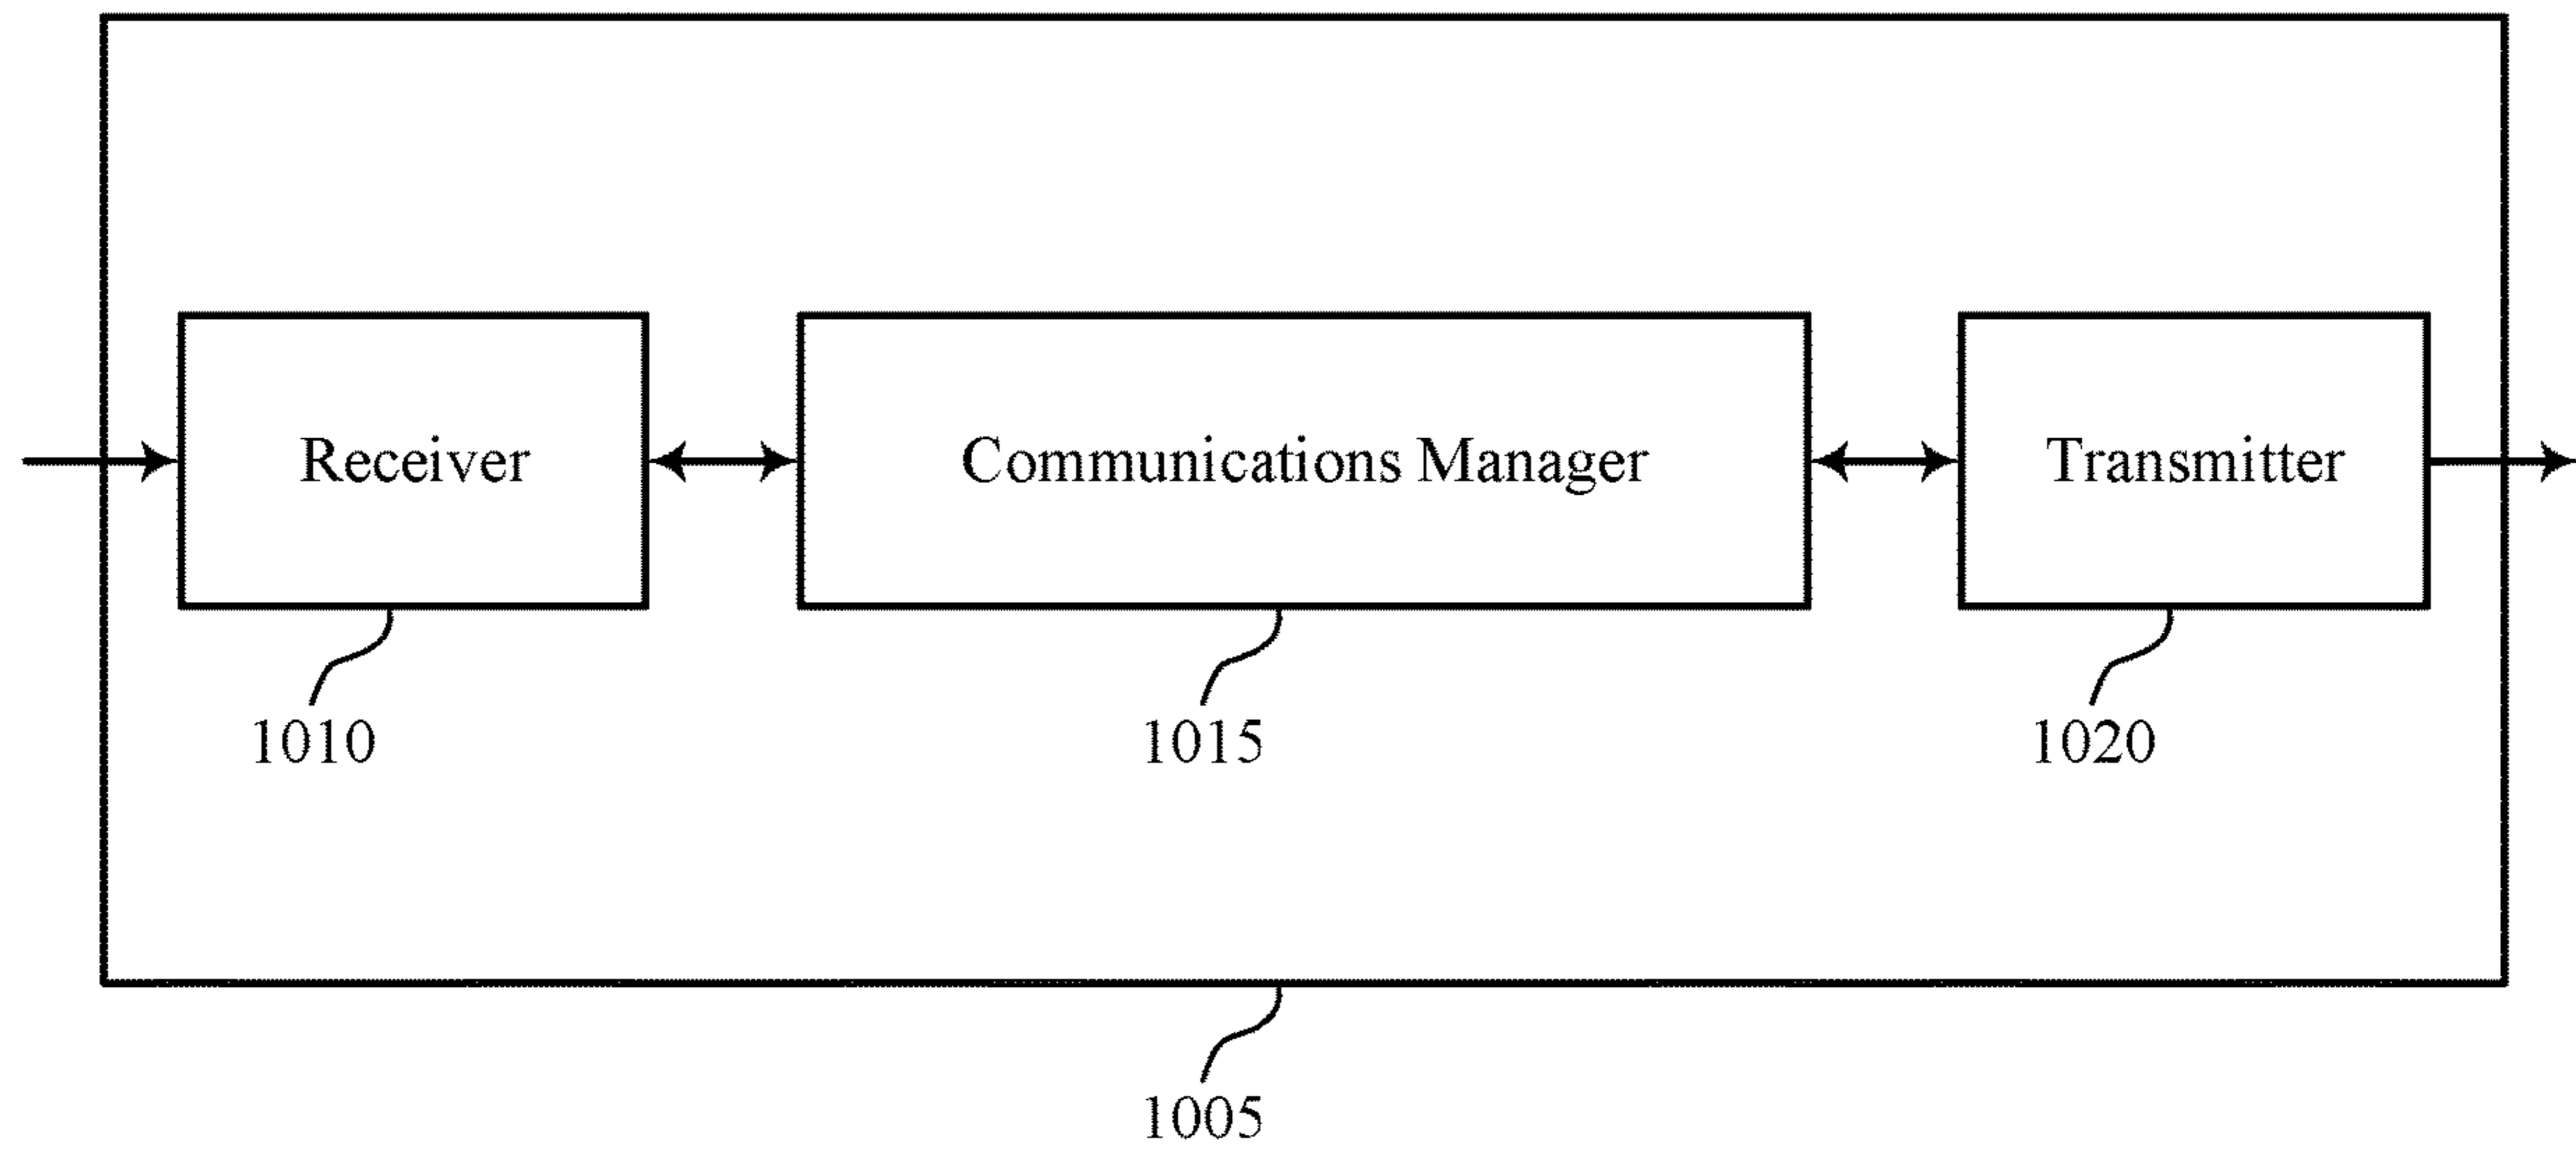 Receiver
Communications Manager
Transmitter
1010
1015
1020
1005